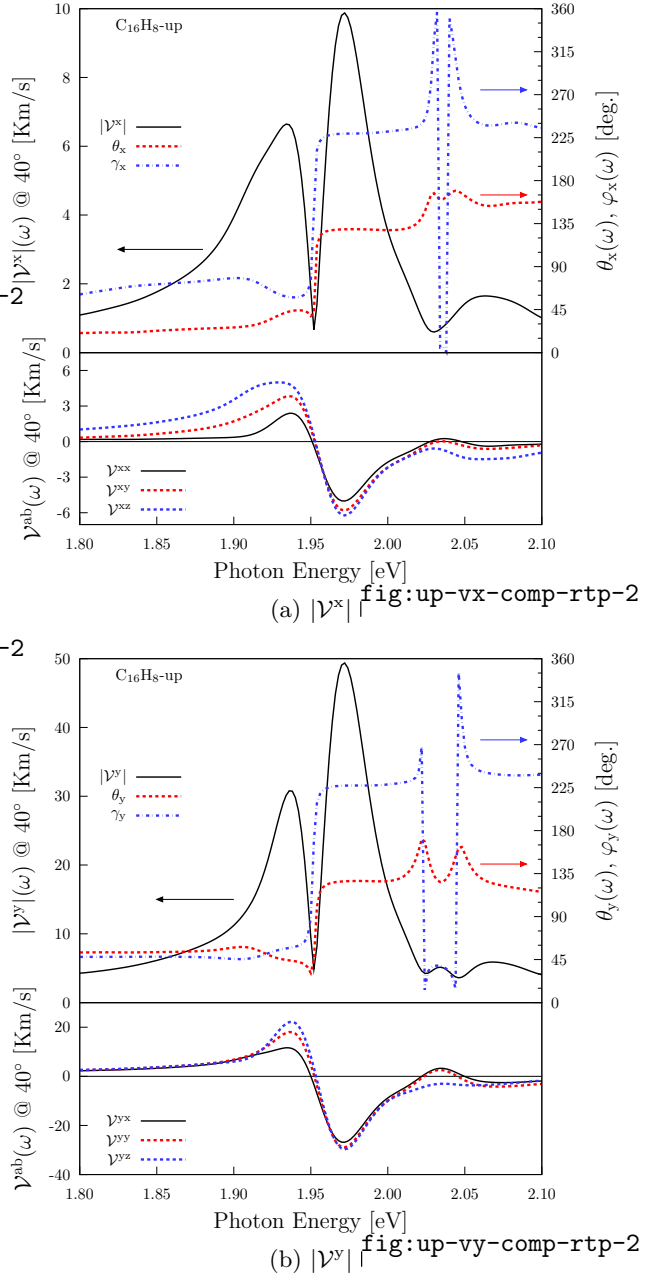 C₁₆H₈-up
|𝒱ˣ|(ω) @ 40° [Km/s]
10
8
6
4
2
0
|𝒱ˣ|
θₓ
γₓ
360
315
270
225
180
135
90
45
0
θₓ(ω), φₓ(ω) [deg.]
-2
𝒱ᵃᵇ(ω) @ 40° [Km/s]
6
3
0
-3
-6
𝒱ˣˣ
𝒱ˣʸ
𝒱ˣᶻ
1.80 1.85 1.90 1.95 2.00 2.05 2.10
Photon Energy [eV]
(a) |𝒱ˣ| fig:up-vx-comp-rtp-2
-2
C₁₆H₈-up
|𝒱ʸ|(ω) @ 40° [Km/s]
50
40
30
20
10
0
|𝒱ʸ|
θ_y
γ_y
360
315
270
225
180
135
90
45
0
θ_y(ω), φ_y(ω) [deg.]
𝒱ᵃᵇ(ω) @ 40° [Km/s]
20
0
-20
-40
𝒱ʸˣ
𝒱ʸʸ
𝒱ʸᶻ
1.80 1.85 1.90 1.95 2.00 2.05 2.10
Photon Energy [eV]
(b) |𝒱ʸ| fig:up-vy-comp-rtp-2